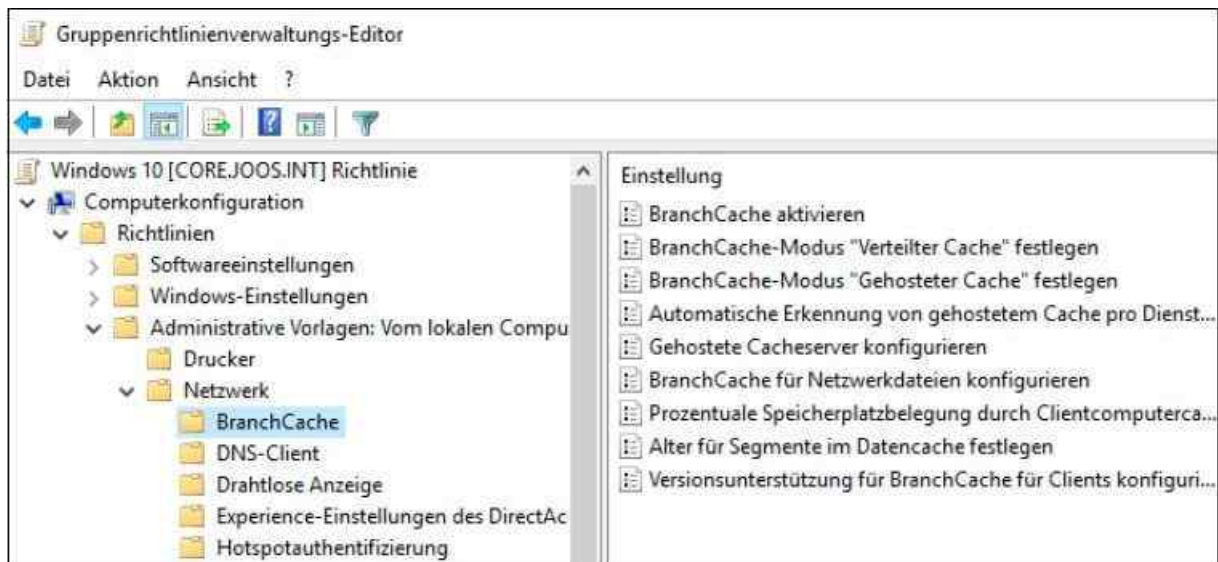 Gruppenrichtlinienverwaltungs-Editor
Datei Aktion Ansicht ?
Windows 10 [CORE.JOOS.INT] Richtlinie
Computerkonfiguration
Richtlinien
Softwareeinstellungen
Windows-Einstellungen
Administrative Vorlagen: Vom lokalen Compu
Drucker
Netzwerk
BranchCache
DNS-Client
Drahtlose Anzeige
Experience-Einstellungen des DirectAc
Hotspotauthentifizierung
Einstellung
BranchCache aktivieren
BranchCache-Modus "Verteilter Cache" festlegen
BranchCache-Modus "Gehosteter Cache" festlegen
Automatische Erkennung von gehostetem Cache pro Dienst...
Gehostete Cacheserver konfigurieren
BranchCache für Netzwerkdateien konfigurieren
Prozentuale Speicherplatzbelegung durch Clientcomputerca...
Alter für Segmente im Datencache festlegen
Versionsunterstützung für BranchCache für Clients konfiguri...